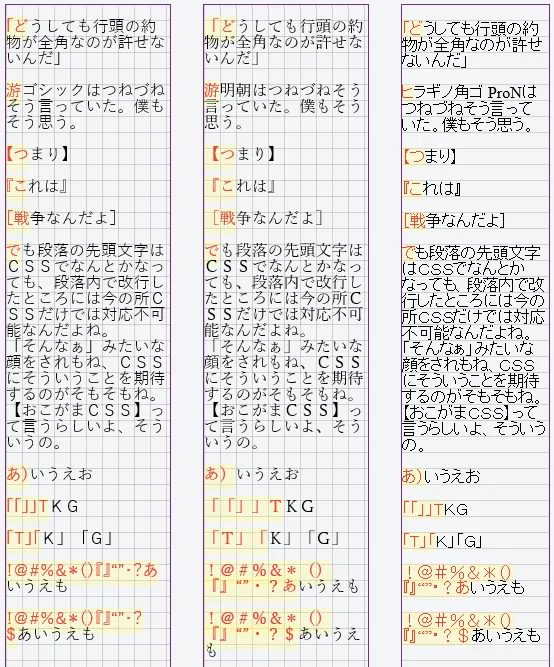 「どうしても行頭の約
物が全角なのが許せな
いんだ」
游ゴシックはつねづね
そう言っていた。僕も
そう思う。
【つまり】
『これは』
［戦争なんだよ］
でも段落の先頭文字は
ＣＳＳでなんとかなっ
ても、段落内で改行し
たところには今の所Ｃ
ＳＳだけでは対応不可
能なんだよね。
「そんなぁ」みたいな
顔をされもね、ＣＳＳ
にそういうことを期待
するのがそもそもね。
【おこがまＣＳＳ】っ
て言うらしいよ、そう
いうの。
あ）いうえお
「「」」ＴＫＧ
「Ｔ」「Ｋ」「Ｇ」
！＠＃％＆＊（）『』“”・？あ
いうえも
！＠＃％＆＊（）『』“”・？
＄あいうえも
「どうしても行頭の約
物が全角なのが許せな
いんだ」
游明朝はつねづねそう
言っていた。僕もそう
思う。
【つまり】
『これは』
［戦争なんだよ］
でも段落の先頭文字は
ＣＳＳでなんとかなっ
ても、段落内で改行し
たところには今の所Ｃ
ＳＳだけでは対応不可
能なんだよね。
「そんなぁ」みたいな
顔をされもね、ＣＳＳ
にそういうことを期待
するのがそもそもね。
【おこがまＣＳＳ】っ
て言うらしいよ、そう
いうの。
あ）いうえお
「「」」ＴＫＧ
「Ｔ」「Ｋ」「Ｇ」
！＠＃％＆＊（）
『』“”・？あいうえも
！＠＃％＆＊（）
『』“”・？＄あいうえ
も
「どうしても行頭の約
物が全角なのが許せ
ないんだ」
ヒラギノ角ゴ ProNは
つねづねそう言って
いた。僕もそう思う。
【つまり】
『これは』
［戦争なんだよ］
でも段落の先頭文字
はＣＳＳでなんとか
なっても、段落内で改
行したところには今の
所ＣＳＳだけでは対応
不可能なんだよね。
「そんなぁ」みたいな
顔をされもね、ＣＳＳ
にそういうことを期待
するのがそもそもね。
【おこがまＣＳＳ】って
言うらしいよ、そういう
の。
あ）いうえお
「「」」ＴＫＧ
「Ｔ」「Ｋ」「Ｇ」
！＠＃％＆＊（）
『』“”・？あいうえも
！＠＃％＆＊（）
『』“”・？＄あいうえも